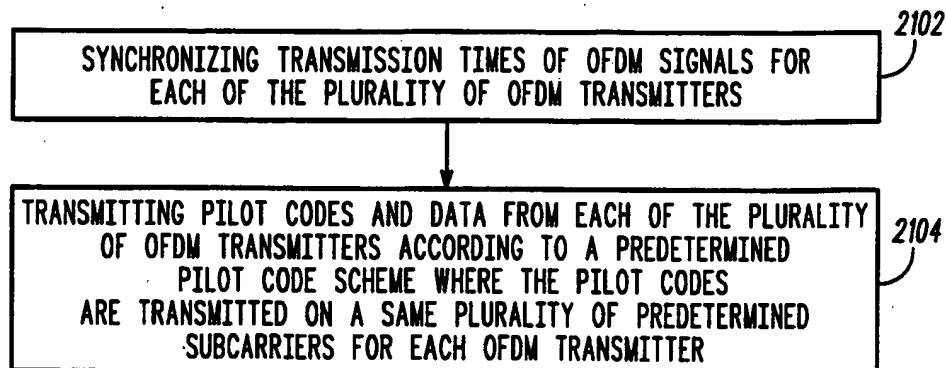 2102
SYNCHRONIZING TRANSMISSION TIMES OF OFDM SIGNALS FOR
EACH OF THE PLURALITY OF OFDM TRANSMITTERS
TRANSMITTING PILOT CODES AND DATA FROM EACH OF THE PLURALITY
OF OFDM TRANSMITTERS ACCORDING TO A PREDETERMINED
PILOT CODE SCHEME WHERE THE PILOT CODES
ARE TRANSMITTED ON A SAME PLURALITY OF PREDETERMINED
SUBCARRIERS FOR EACH OFDM TRANSMITTER
2104